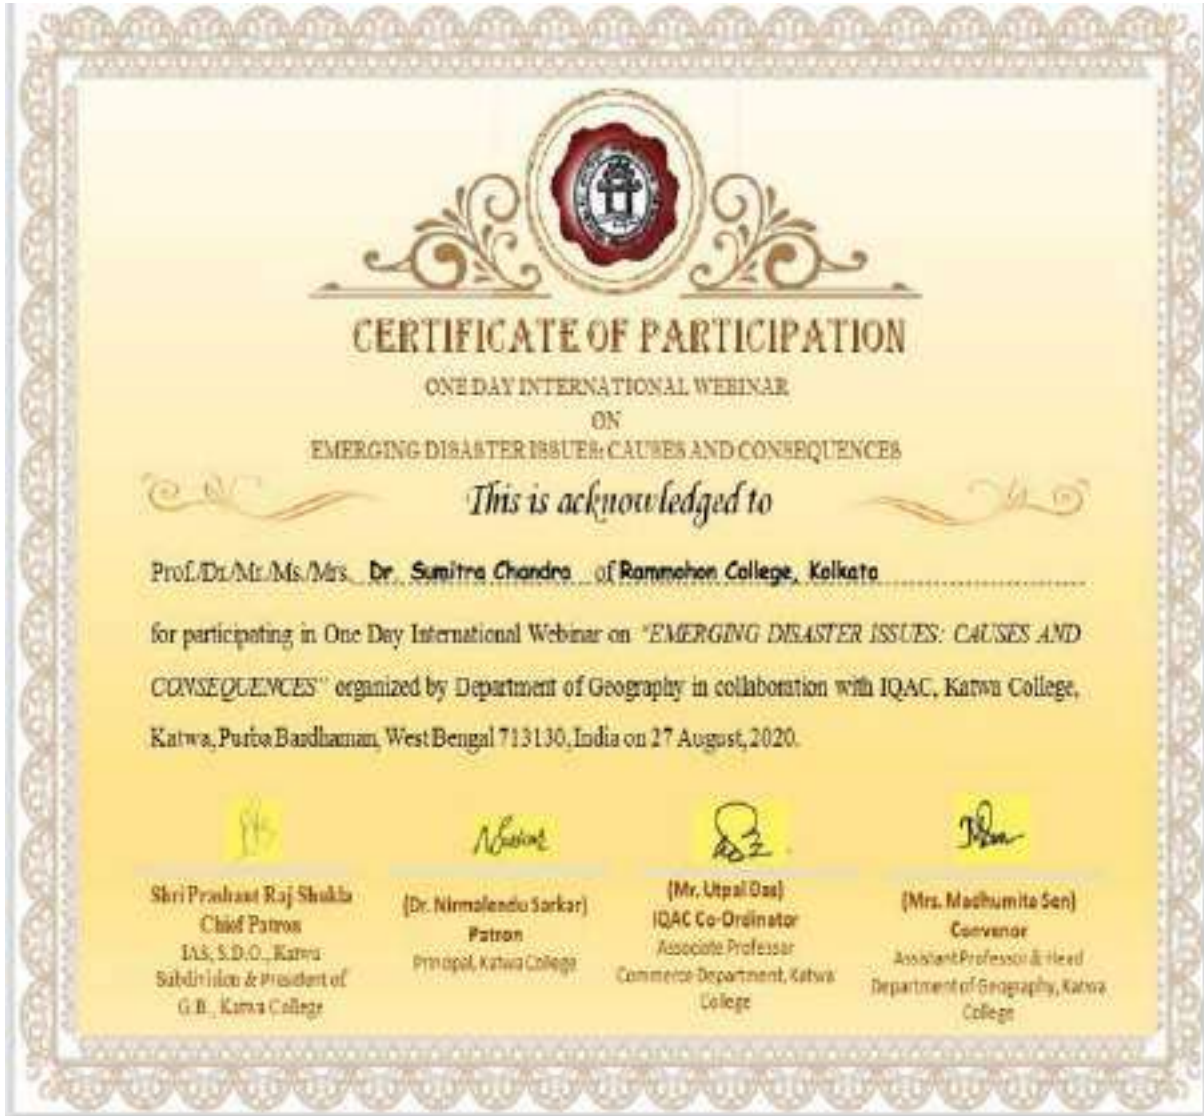 CERTIFICATE OF PARTICIPATION
ONE DAY INTERNATIONAL WEBINAR
ON
EMERGING DISASTER ISSUES: CAUSES AND CONSEQUENCES
This is acknowledged to
Prof./Dr./Mr./Ms./Mrs. Dr. Sumitra Chandra of Rammohon College, Kolkata
for participating in One Day International Webinar on "EMERGING DISASTER ISSUES: CAUSES AND
CONSEQUENCES" organized by Department of Geography in collaboration with IQAC, Katwa College,
Katwa, Purba Bardhaman, West Bengal 713130, India on 27 August, 2020.
Shri Prashant Raj Shukla
Chief Patron
IAS, S.D.O., Katwa
Subdivision & President of
G.B., Katwa College
(Dr. Nirmalendu Sarkar)
Patron
Principal, Katwa College
(Mr. Utpal Das)
IQAC Co-Ordinator
Associate Professor
Commerce Department, Katwa
College
(Mrs. Madhumita Sen)
Convenor
Assistant Professor & Head
Department of Geography, Katwa
College